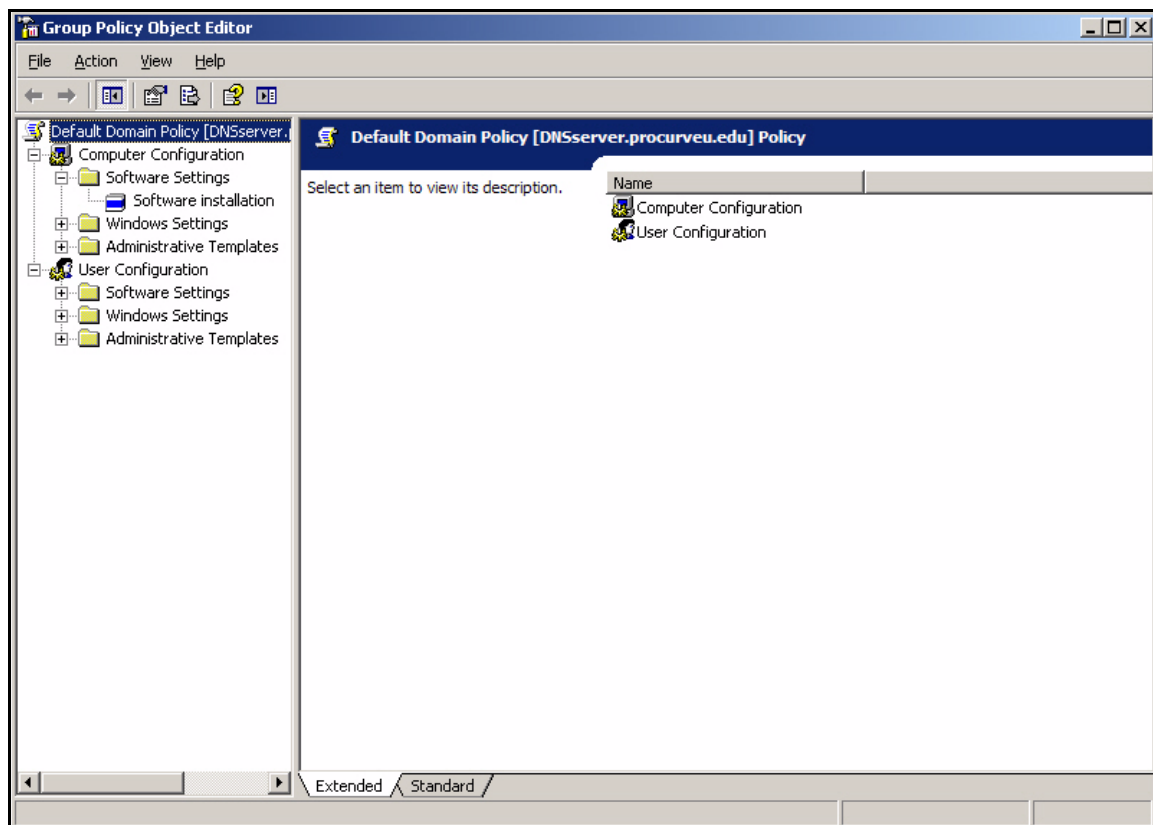 Group Policy Object Editor
File Action View Help
Default Domain Policy [DNSserver.
Computer Configuration
Software Settings
Software installation
Windows Settings
Administrative Templates
User Configuration
Software Settings
Windows Settings
Administrative Templates
Default Domain Policy [DNSserver.procurveu.edu] Policy
Select an item to view its description.
Name
Computer Configuration
User Configuration
Extended Standard